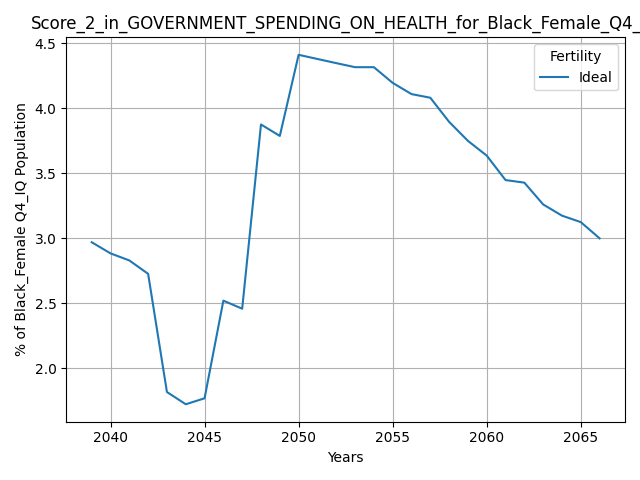 Score_2_in_GOVERNMENT_SPENDING_ON_HEALTH_for_Black_Female_Q4_
4.5
4.0
3.5
3.0
2.5
2.0
% of Black_Female Q4_IQ Population
Fertility
Ideal
2040 2045 2050 2055 2060 2065
Years